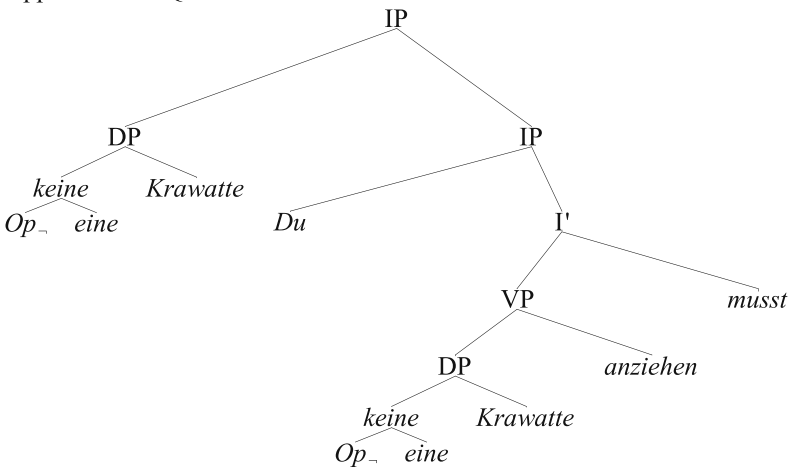 IP
DP IP
keine Krawatte
Op¬ eine Du I'
VP musst
DP anziehen
keine Krawatte
Op¬ eine